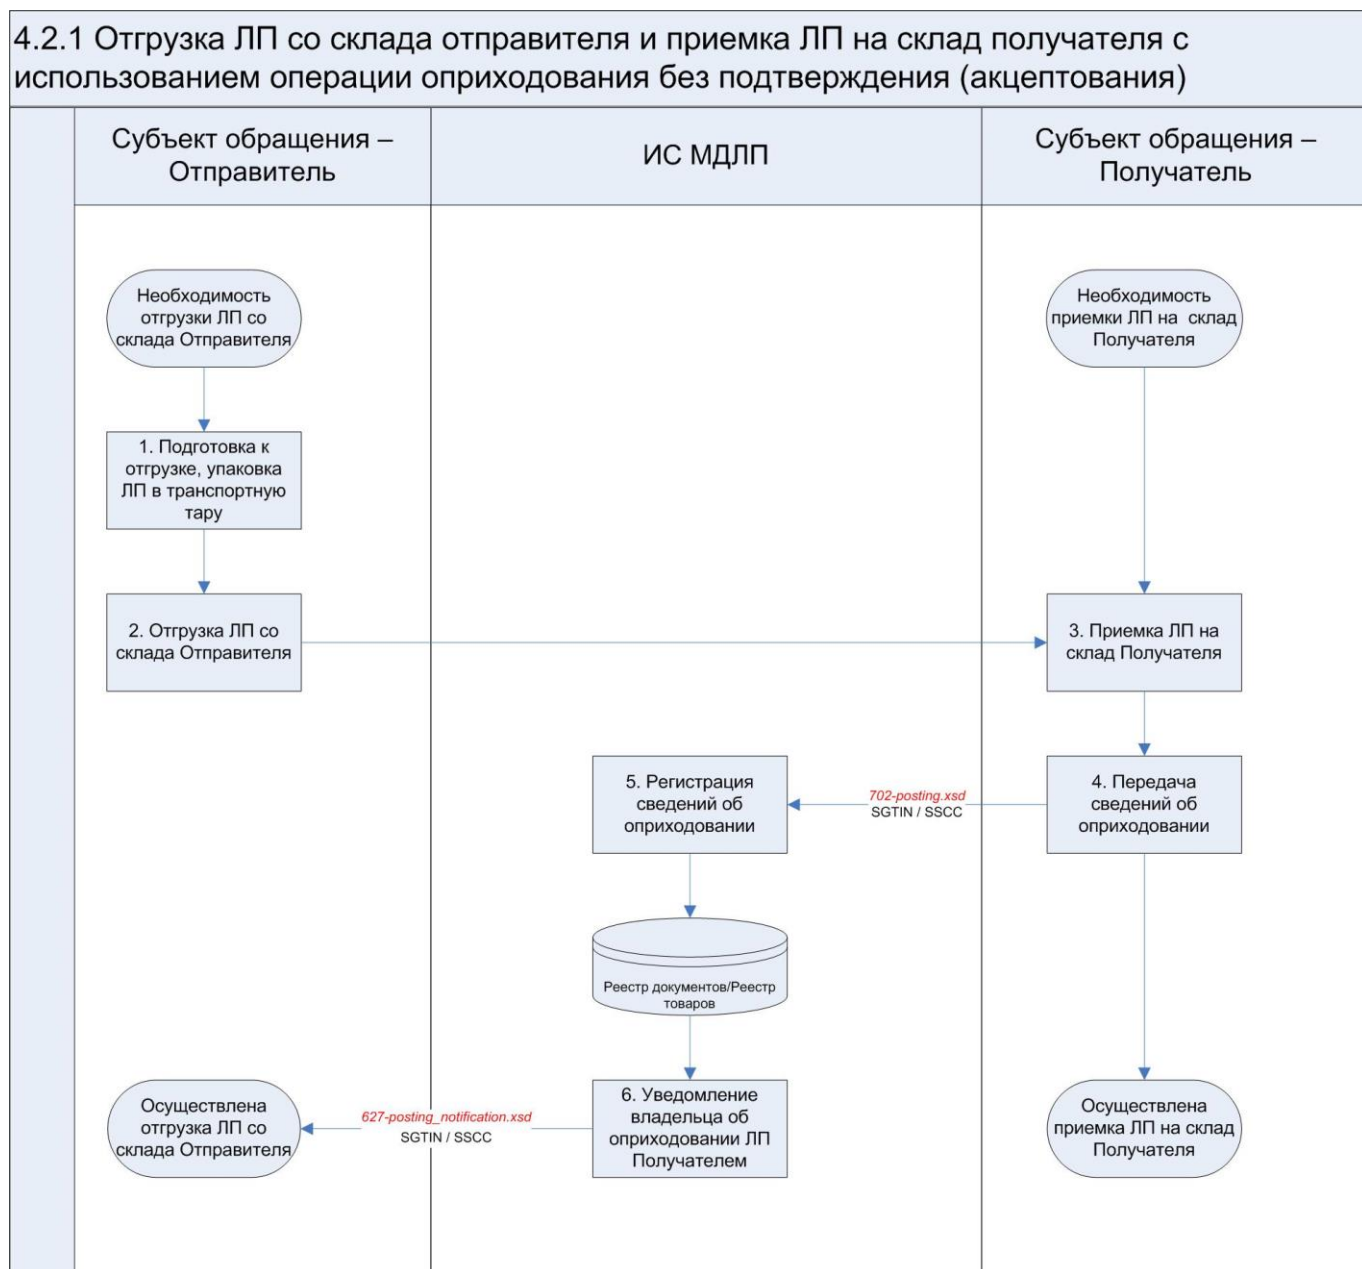 4.2.1 Отгрузка ЛП со склада отправителя и приемка ЛП на склад получателя с
использованием операции оприходования без подтверждения (акцептования)
Субъект обращения –
Отправитель
ИС МДЛП
Субъект обращения –
Получатель
Необходимость
отгрузки ЛП со
склада Отправителя
Необходимость
приемки ЛП на склад
Получателя
1. Подготовка к
отгрузке, упаковка
ЛП в транспортную
тару
2. Отгрузка ЛП со
склада Отправителя
3. Приемка ЛП на
склад Получателя
5. Регистрация
сведений об
оприходовании
702-posting.xsd
SGTIN / SSCC
4. Передача
сведений об
оприходовании
Реестр документов/Реестр
товаров
Осуществлена
отгрузка ЛП со
склада Отправителя
627-posting_notification.xsd
SGTIN / SSCC
6. Уведомление
владельца об
оприходовании ЛП
Получателем
Осуществлена
приемка ЛП на склад
Получателя